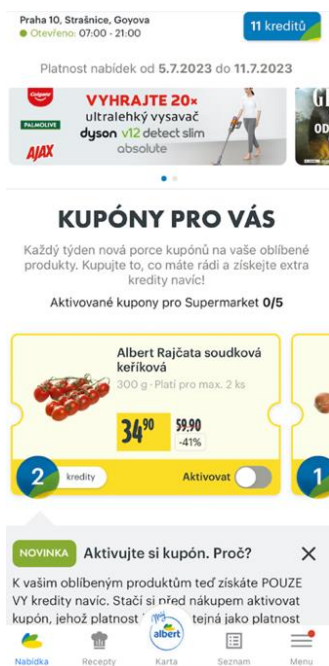 Praha 10, Strašnice, Goyova
Otevřeno: 07:00 - 21:00
11 kreditů
Platnost nabídek od 5.7.2023 do 11.7.2023
Colgate
PALMOLIVE
AJAX
VYHRAJTE 20×
ultralehký vysavač
dyson v12 detect slim
absolute
OD
KUPÓNY PRO VÁS
Každý týden nová porce kupónů na vaše oblíbené
produkty. Kupujte to, co máte rádi a získejte extra
kreditů navíc!
Aktivované kupony pro Supermarket 0/5
Albert Rajčata soudková
keříková
300 g · Platí pro max. 2 ks
34⁹⁰
59.90
-41%
2
kredity
Aktivovat
1
NOVINKA
Aktivujte si kupón. Proč?
K vašim oblíbeným produktům teď získáte POUZE
VY kredity navíc. Stačí si před nákupem aktivovat
kupón, jehož platnost tejná jako platnost
my
albert
Nabídka
Recepty
Karta
Seznam
Menu